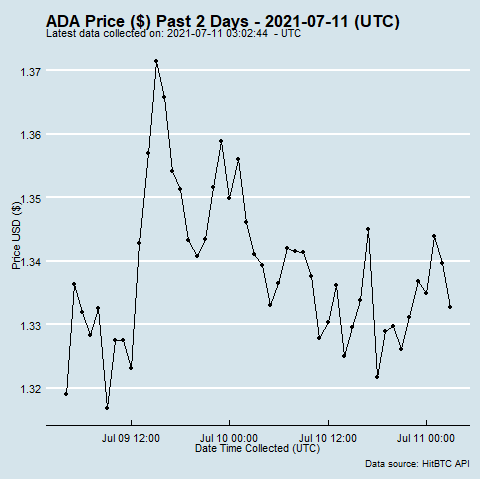 ADA Price ($) Past 2 Days - 2021-07-11 (UTC)
Latest data collected on: 2021-07-11 03:02:44 - UTC
1.37
1.36
1.35
1.34
1.33
1.32
Price USD ($)
Jul 09 12:00 Jul 10 00:00 Jul 10 12:00 Jul 11 00:00
Date Time Collected (UTC)
Data source: HitBTC API